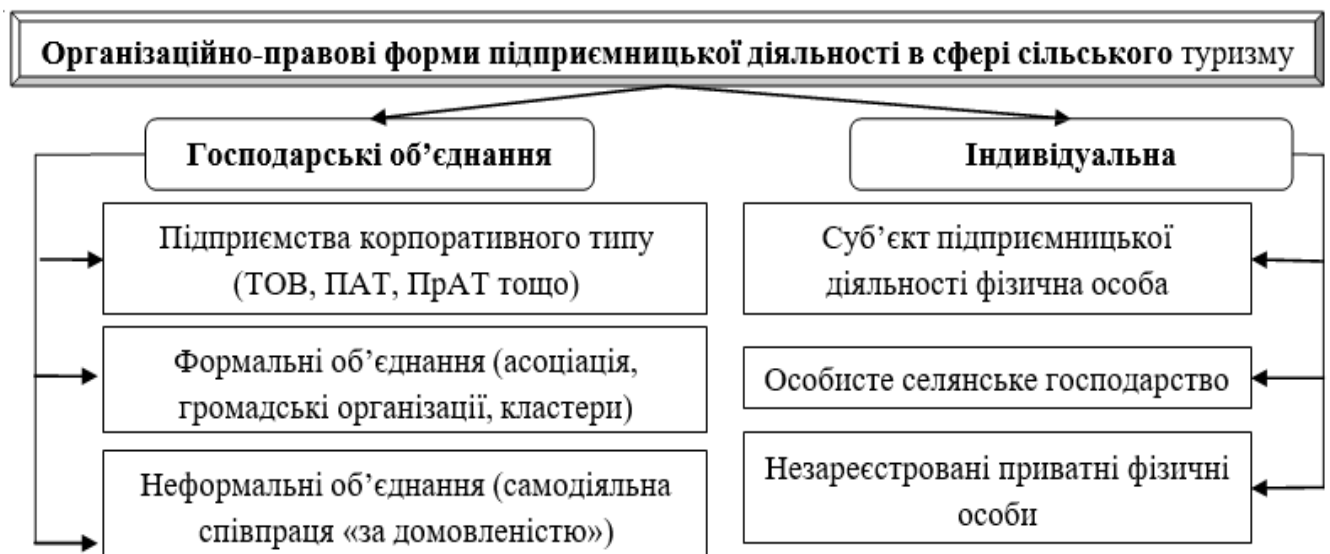 Організаційно-правові форми підприємницької діяльності в сфері сільського туризму
Господарські об’єднання
Підприємства корпоративного типу
(ТОВ, ПАТ, ПрАТ тощо)
Формальні об’єднання (асоціація,
громадські організації, кластери)
Неформальні об’єднання (самодіяльна
співпраця «за домовленістю»)
Індивідуальна
Суб’єкт підприємницької
діяльності фізична особа
Особисте селянське господарство
Незареєстровані приватні фізичні
особи